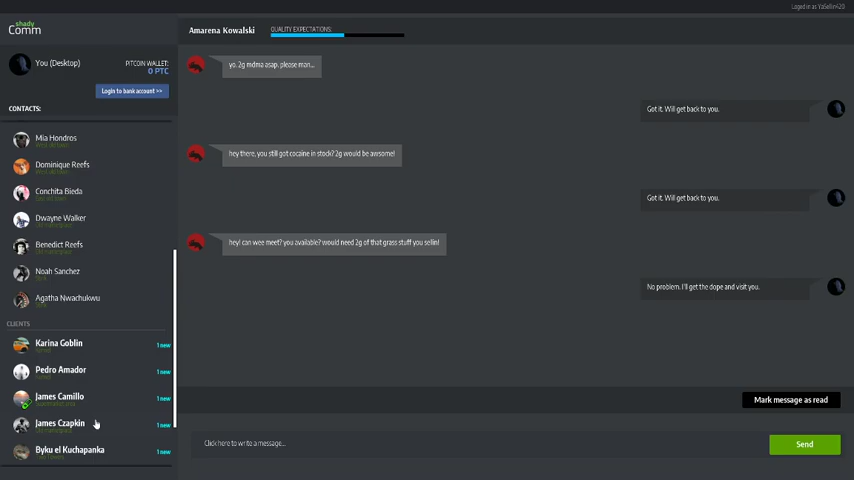 Logged in as YaSellin420
shady
Comm
You (Desktop)
PITCOIN WALLET:
0 PTC
Login to bank account >>
CONTACTS:
Mia Hondros
Dominique Reefs
Conchita Bieda
Dwayne Walker
Benedict Reefs
Noah Sanchez
Agatha Nwachukwu
CLIENTS
Karina Goblin
1 new
Pedro Amador
1 new
James Camillo
1 new
James Czapkin
1 new
Byku el Kuchapanka
1 new
Amarena Kowalski
QUALITY EXPECTATIONS:
yo. 2g mdma asap. please man...
Got it. Will get back to you.
hey there, you still got cocaine in stock? 2g would be awsome!
Got it. Will get back to you.
hey! can wee meet? you available? would need 2g of that grass stuff you sellin!
No problem. I'll get the dope and visit you.
Mark message as read
Click here to write a message...
Send